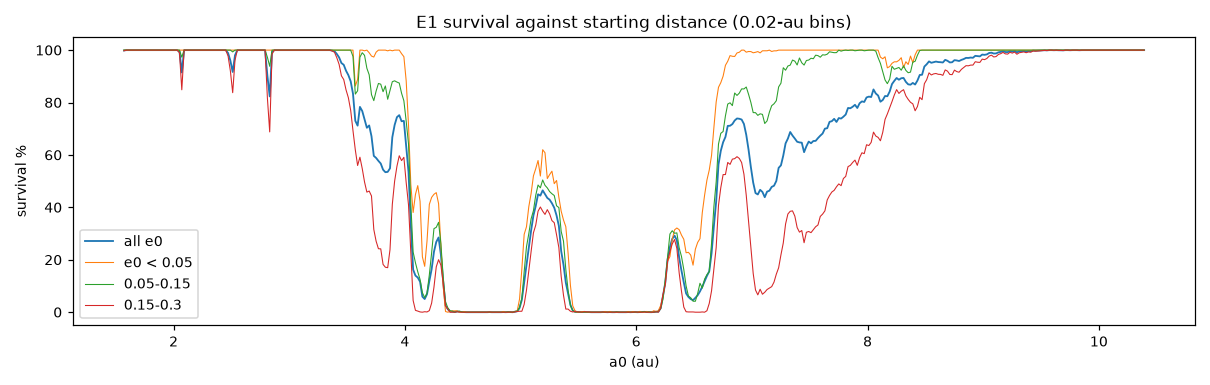 E1 survival against starting distance (0.02-au bins)
survival %
100
80
60
40
20
0
all e0
e0 < 0.05
0.05-0.15
0.15-0.3
2 4 6 8 10
a0 (au)